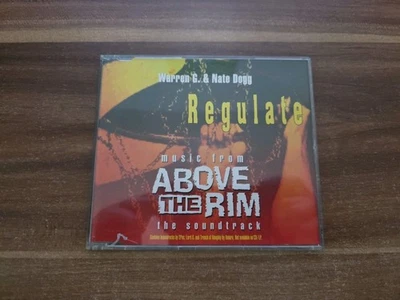 Warren G. & Nate Dogg
Regulate
music from
ABOVE
THE RIM
the soundtrack